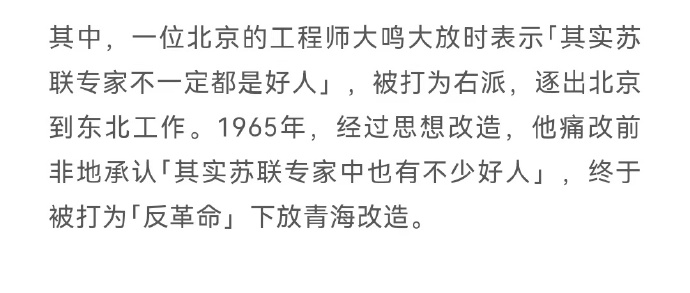 其中，一位北京的工程师大鸣大放时表示「其实苏
联专家不一定都是好人」，被打为右派，逐出北京
到东北工作。1965年，经过思想改造，他痛改前
非地承认「其实苏联专家中也有不少好人」，终于
被打为「反革命」下放青海改造。